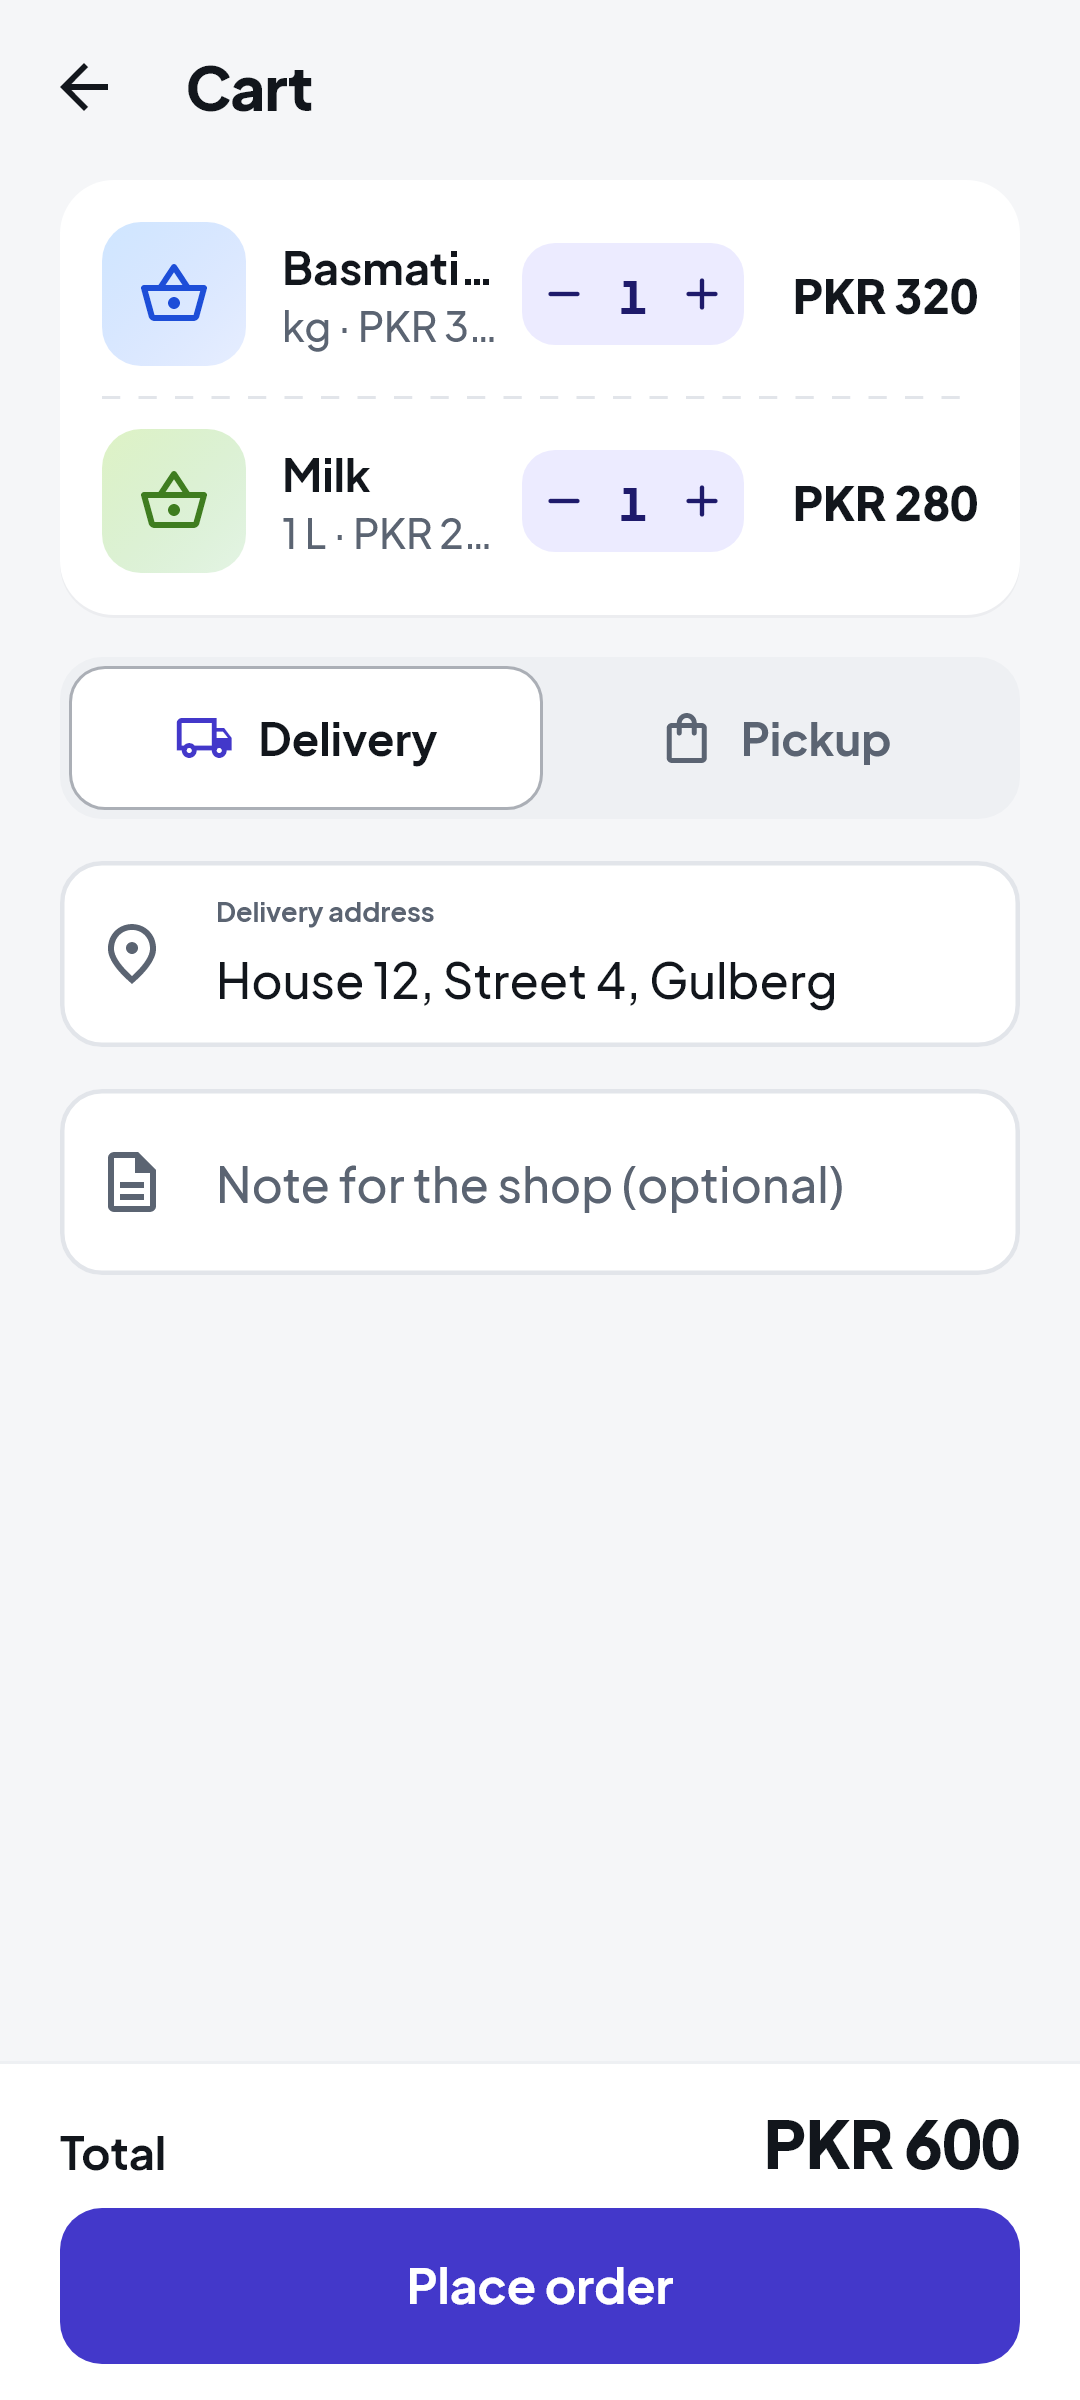 Cart
Basmati...
kg · PKR 3...
1
PKR 320
Milk
1 L · PKR 2...
1
PKR 280
Delivery
Pickup
Delivery address
House 12, Street 4, Gulberg
Note for the shop (optional)
Total
PKR 600
Place order